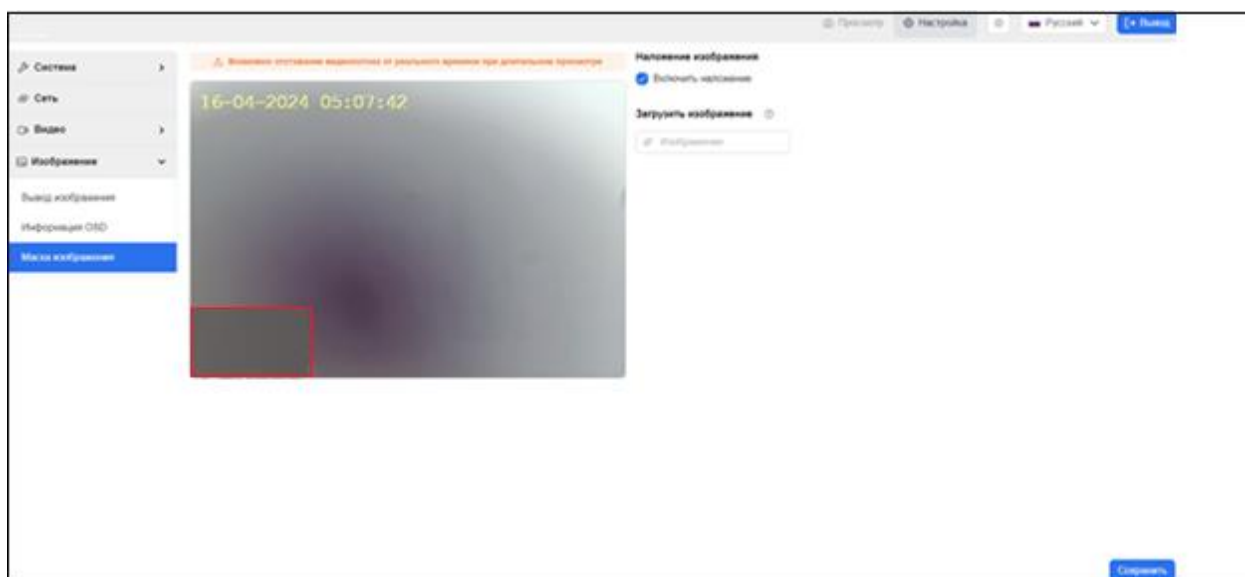 Просмотр
Настройка
Русский
Выход
Система
Сеть
Видео
Изображение
Вывод изображения
Информация OSD
Маска изображения
Возможно отставание видеопотока от реального времени при длительном просмотре
16-04-2024 05:07:42
Наложение изображения
Включить наложение
Загрузить изображение
Изображение
Сохранить